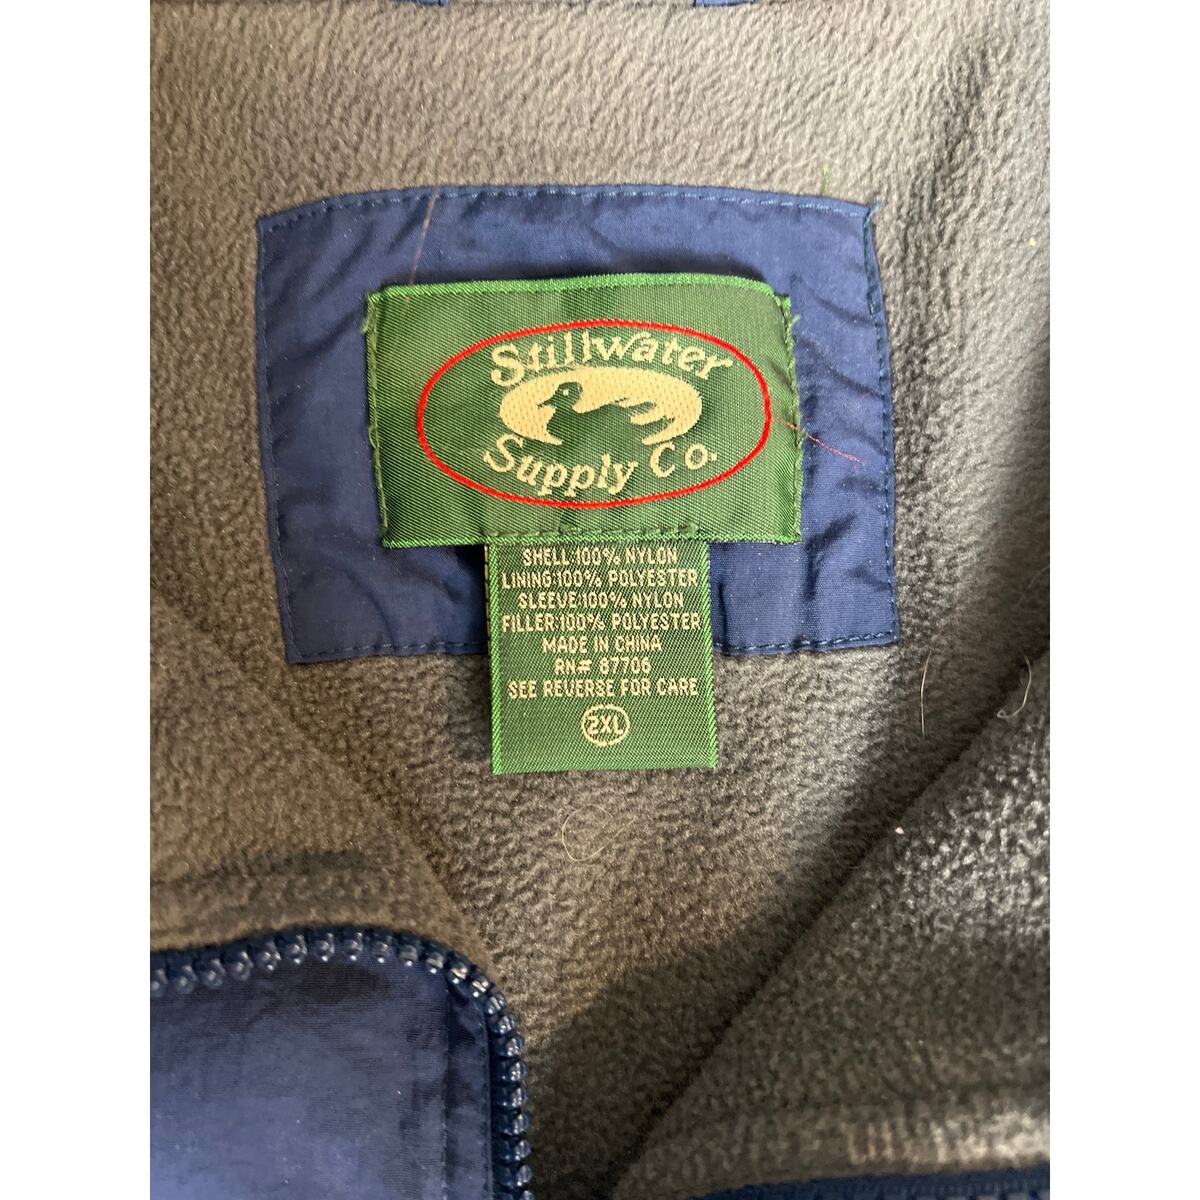 Stillwater
Supply Co.
SHELL:100% NYLON
LINING:100% POLYESTER
SLEEVE:100% NYLON
FILLER:100% POLYESTER
MADE IN CHINA
RN# 87706
SEE REVERSE FOR CARE
2XL